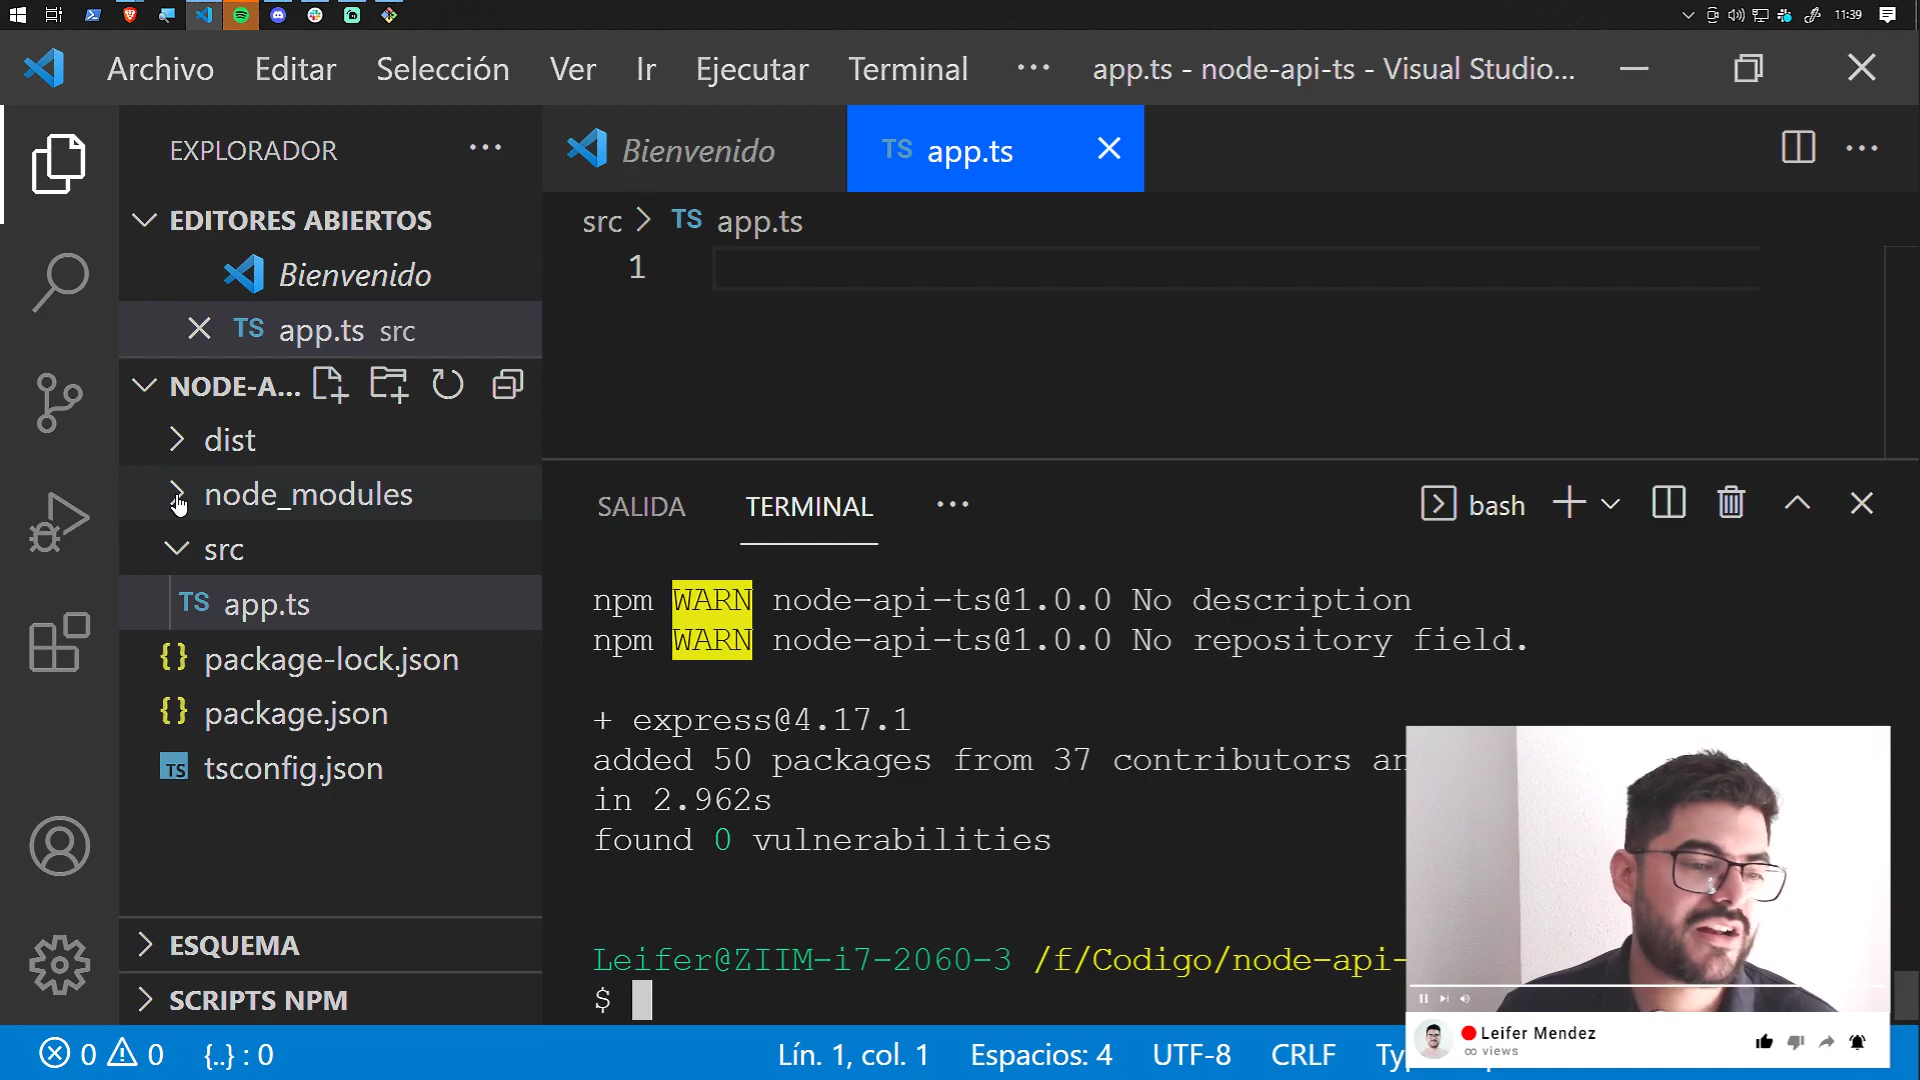 11:39
Archivo Editar Selección Ver Ir Ejecutar Terminal ··· app.ts - node-api-ts - Visual Studio...
EXPLORADOR ···
EDITORES ABIERTOS
Bienvenido
TS app.ts src
NODE-A...
dist
node_modules
src
TS app.ts
{} package-lock.json
{} package.json
TS tsconfig.json
ESQUEMA
SCRIPTS NPM
Bienvenido
TS app.ts
src > TS app.ts
1
SALIDA TERMINAL ··· bash
npm WARN node-api-ts@1.0.0 No description
npm WARN node-api-ts@1.0.0 No repository field.
+ express@4.17.1
added 50 packages from 37 contributors an
in 2.962s
found 0 vulnerabilities
Leifer@ZIIM-i7-2060-3 /f/Codigo/node-api-
$
Leifer Mendez
∞ views
0 0 {..} : 0 Lín. 1, col. 1 Espacios: 4 UTF-8 CRLF